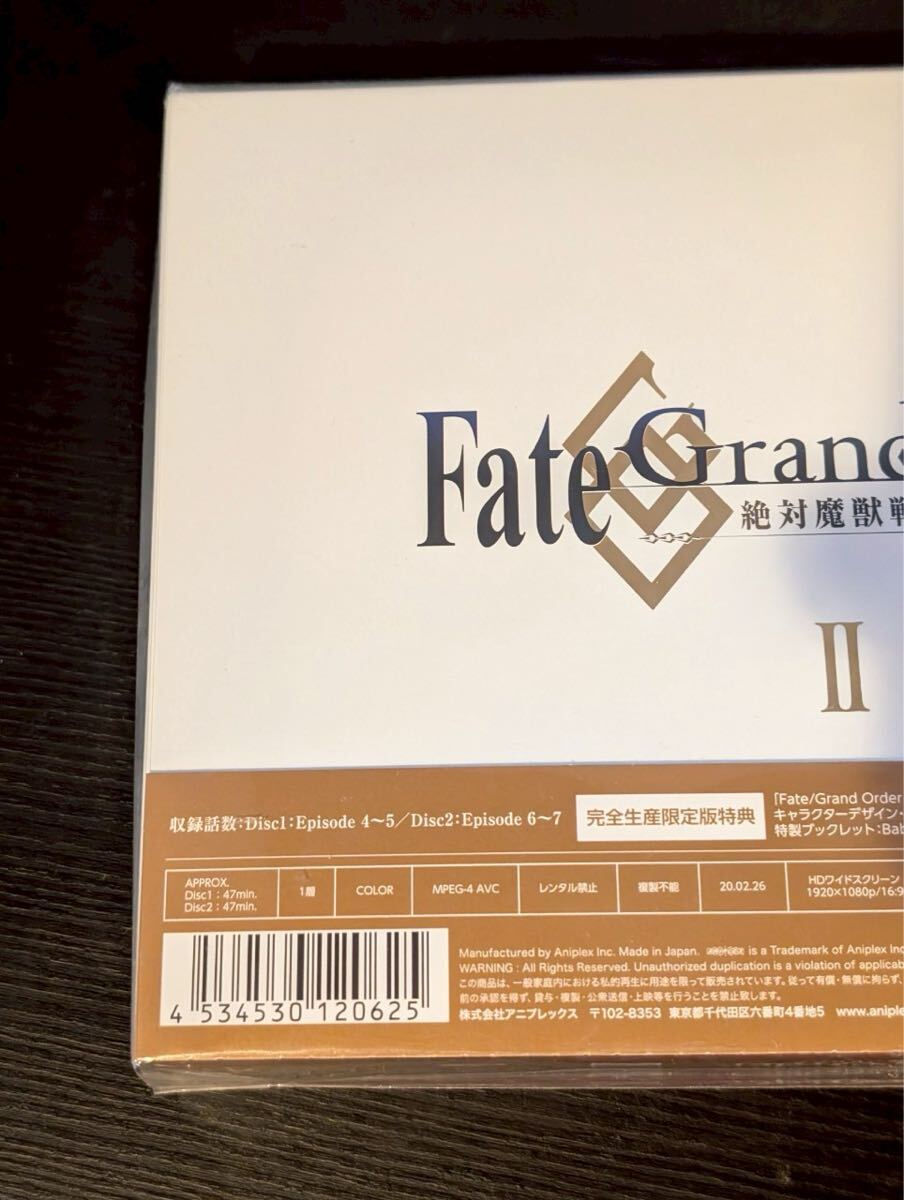 Fate Grand
絶対魔獣戦
II
収録話数:Disc1:Episode 4〜5／Disc2:Episode 6〜7
完全生産限定版特典
「Fate/Grand Order
キャラクターデザイン・
特製ブックレット:Bab
APPROX.
Disc1 : 47min.
Disc2 : 47min.
1層
COLOR
MPEG-4 AVC
レンタル禁止
複製不能
20.02.26
HDワイドスクリーン
1920×1080p/16:9
Manufactured by Aniplex Inc. Made in Japan. is a Trademark of Aniplex Inc
WARNING : All Rights Reserved. Unauthorized duplication is a violation of applicab
この商品は、一般家庭内における私的再生に用途を限って販売されています。従って有償・無償に拘らず、
前の承認を得ず、貸与・複製・公衆送信・上映等を行うことを禁止致します。
株式会社アニプレックス 〒102-8353 東京都千代田区六番町4番地5 www.aniple
4 534530 120625